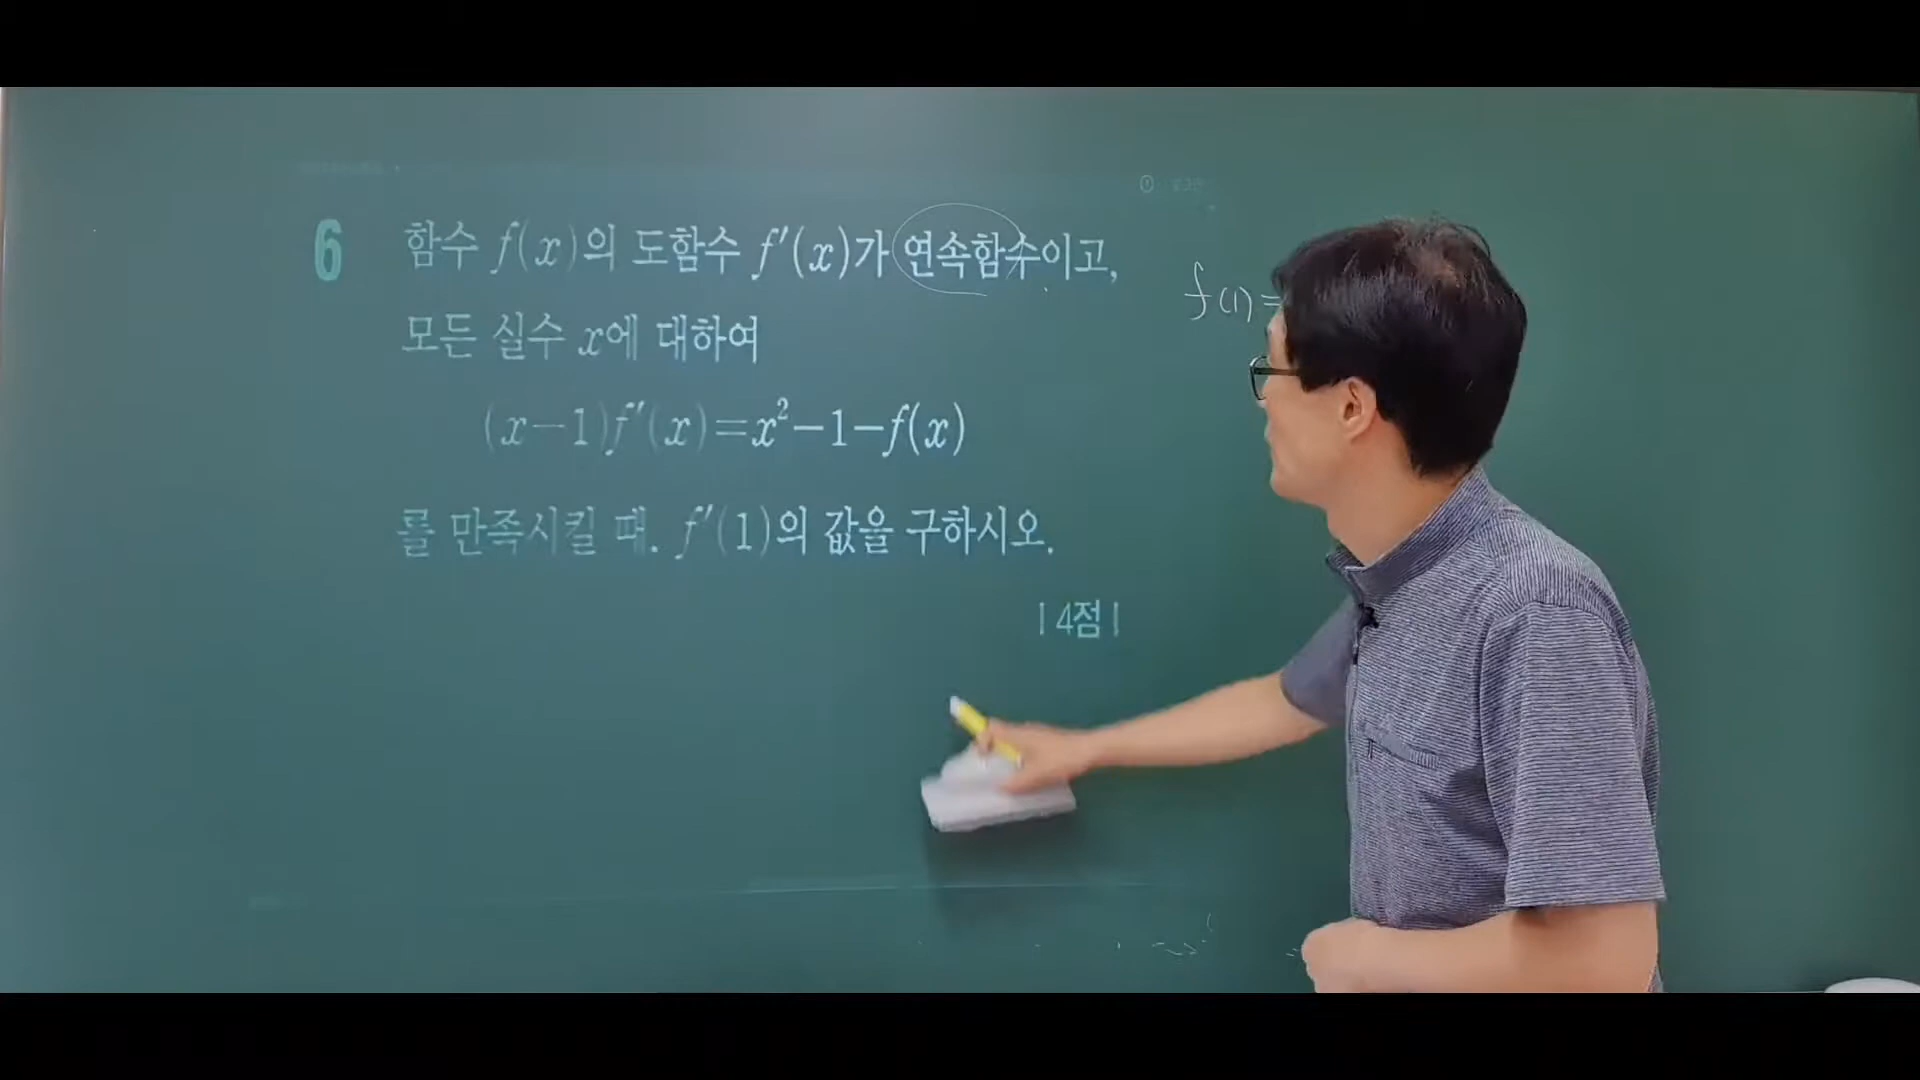 6 함수 f(x)의 도함수 f′(x)가 연속함수이고,
모든 실수 x에 대하여
(x−1)f′(x)=x²−1−f(x)
를 만족시킬 때. f′(1)의 값을 구하시오.
| 4점 |
f(1)=